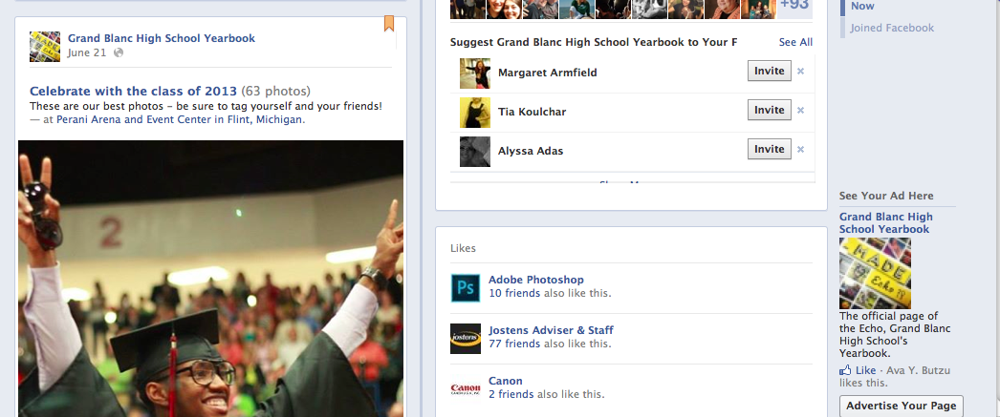 Grand Blanc High School Yearbook
June 21
Celebrate with the class of 2013 (63 photos)
These are our best photos – be sure to tag yourself and your friends!
— at Perani Arena and Event Center in Flint, Michigan.
2
+93
Suggest Grand Blanc High School Yearbook to Your F
See All
Margaret Armfield
Invite
Tia Koulchar
Invite
Alyssa Adas
Invite
Likes
Ps
Adobe Photoshop
10 friends also like this.
jostens
Jostens Adviser & Staff
77 friends also like this.
Canon
Canon
2 friends also like this.
Now
Joined Facebook
See Your Ad Here
Grand Blanc High
School Yearbook
MADE
Echo
The official page of
the Echo, Grand Blanc
High School's
Yearbook.
Like · Ava Y. Butzu
likes this.
Advertise Your Page